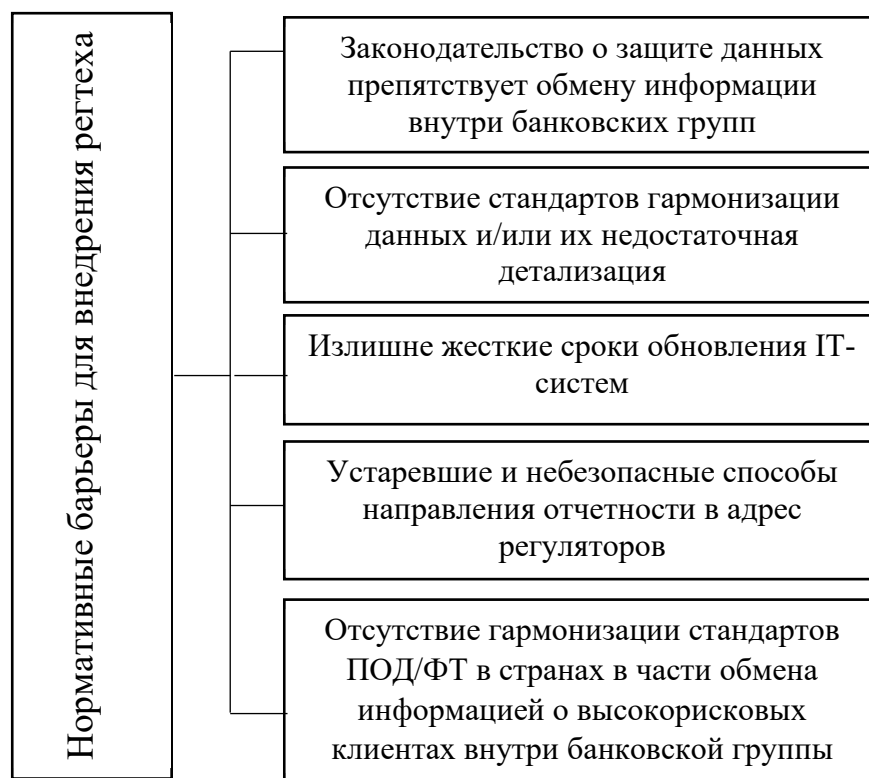 Нормативные барьеры для внедрения регтеха
Законодательство о защите данных
препятствует обмену информации
внутри банковских групп
Отсутствие стандартов гармонизации
данных и/или их недостаточная
детализация
Излишне жесткие сроки обновления IT-
систем
Устаревшие и небезопасные способы
направления отчетности в адрес
регуляторов
Отсутствие гармонизации стандартов
ПОД/ФТ в странах в части обмена
информацией о высокорисковых
клиентах внутри банковской группы